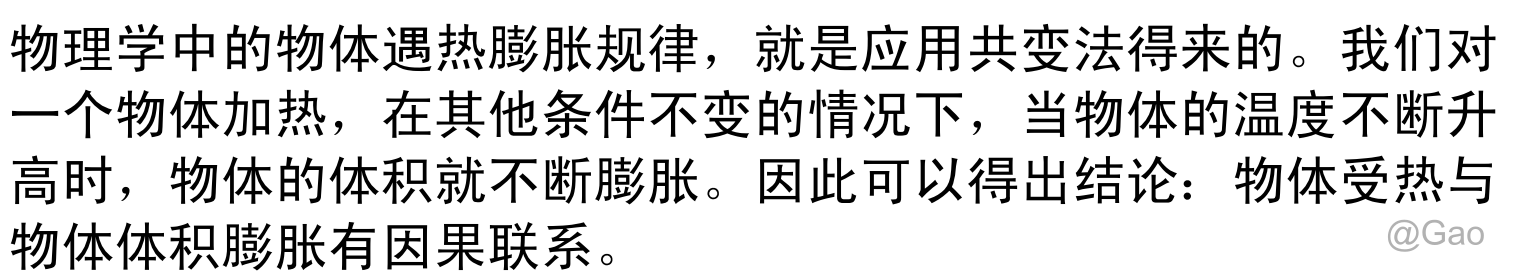 物理学中的物体遇热膨胀规律，就是应用共变法得来的。我们对
一个物体加热，在其他条件不变的情况下，当物体的温度不断升
高时，物体的体积就不断膨胀。因此可以得出结论：物体受热与
物体体积膨胀有因果联系。
@Gao